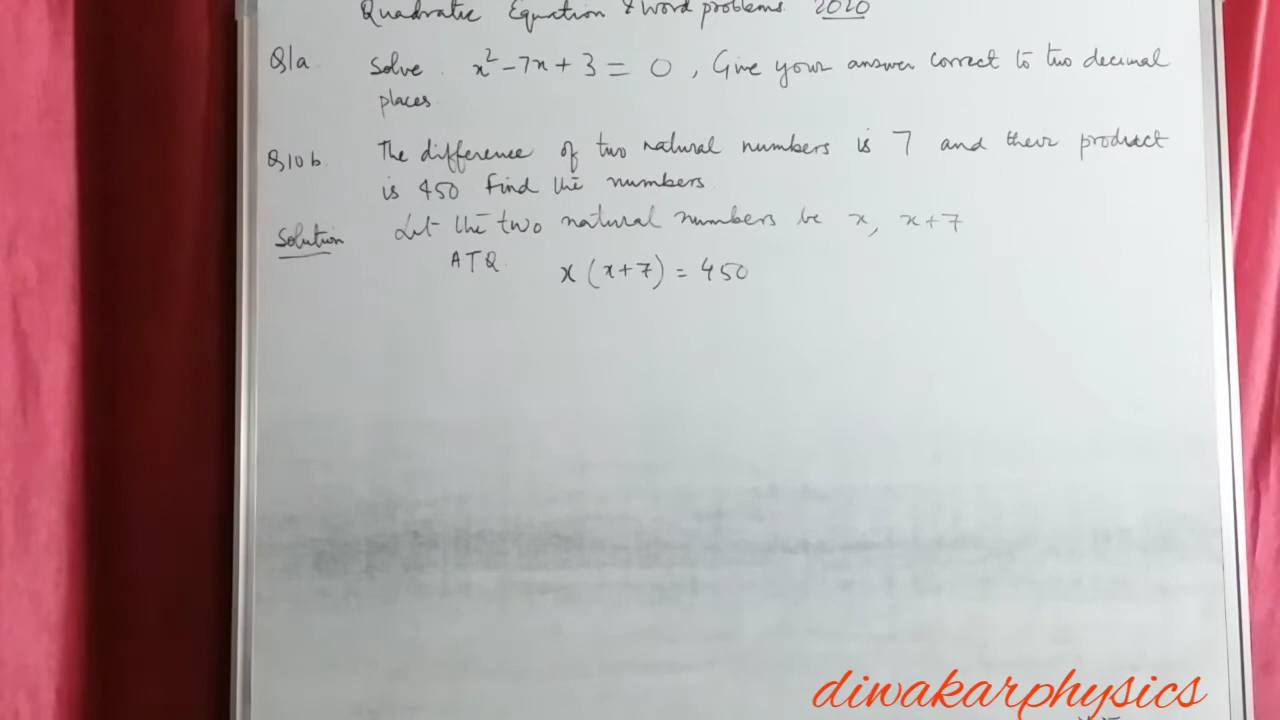 Quadratic Equation & Word problems 2020
Q1a Solve x² - 7x + 3 = 0, Give your answer correct to two decimal
places.
Q10b The difference of two natural numbers is 7 and their product
is 450 Find the numbers
Solution Let the two natural numbers be x, x+7
ATQ x (x+7) = 450
diwakarphysics